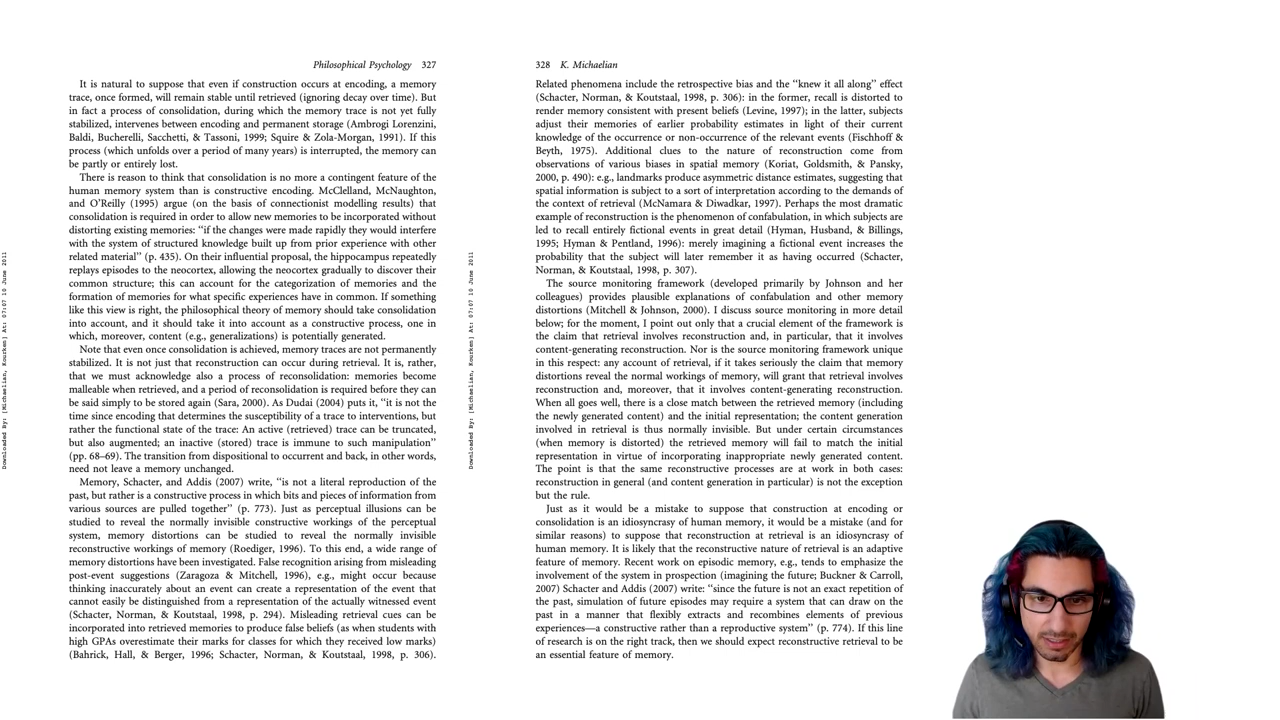 Philosophical Psychology 327
It is natural to suppose that even if construction occurs at encoding, a memory
trace, once formed, will remain stable until retrieved (ignoring decay over time). But
in fact a process of consolidation, during which the memory trace is not yet fully
stabilized, intervenes between encoding and permanent storage (Ambrogi Lorenzini,
Baldi, Bucherelli, Sacchetti, & Tassoni, 1999; Squire & Zola-Morgan, 1991). If this
process (which unfolds over a period of many years) is interrupted, the memory can
be partly or entirely lost.
There is reason to think that consolidation is no more a contingent feature of the
human memory system than is constructive encoding. McClelland, McNaughton,
and O'Reilly (1995) argue (on the basis of connectionist modelling results) that
consolidation is required in order to allow new memories to be incorporated without
distorting existing memories: ‘‘if the changes were made rapidly they would interfere
with the system of structured knowledge built up from prior experience with other
related material’’ (p. 435). On their influential proposal, the hippocampus repeatedly
replays episodes to the neocortex, allowing the neocortex gradually to discover their
common structure; this can account for the categorization of memories and the
formation of memories for what specific experiences have in common. If something
like this view is right, the philosophical theory of memory should take consolidation
into account, and it should take it into account as a constructive process, one in
which, moreover, content (e.g., generalizations) is potentially generated.
Note that even once consolidation is achieved, memory traces are not permanently
stabilized. It is not just that reconstruction can occur during retrieval. It is, rather,
that we must acknowledge also a process of reconsolidation: memories become
malleable when retrieved, and a period of reconsolidation is required before they can
be said simply to be stored again (Sara, 2000). As Dudai (2004) puts it, ‘‘it is not the
time since encoding that determines the susceptibility of a trace to interventions, but
rather the functional state of the trace: An active (retrieved) trace can be truncated,
but also augmented; an inactive (stored) trace is immune to such manipulation’’
(pp. 68–69). The transition from dispositional to occurrent and back, in other words,
need not leave a memory unchanged.
Memory, Schacter, and Addis (2007) write, ‘‘is not a literal reproduction of the
past, but rather is a constructive process in which bits and pieces of information from
various sources are pulled together’’ (p. 773). Just as perceptual illusions can be
studied to reveal the normally invisible constructive workings of the perceptual
system, memory distortions can be studied to reveal the normally invisible
reconstructive workings of memory (Roediger, 1996). To this end, a wide range of
memory distortions have been investigated. False recognition arising from misleading
post-event suggestions (Zaragoza & Mitchell, 1996), e.g., might occur because
thinking inaccurately about an event can create a representation of the event that
cannot easily be distinguished from a representation of the actually witnessed event
(Schacter, Norman, & Koutstaal, 1998, p. 294). Misleading retrieval cues can be
incorporated into retrieved memories to produce false beliefs (as when students with
high GPAs overestimate their marks for classes for which they received low marks)
(Bahrick, Hall, & Berger, 1996; Schacter, Norman, & Koutstaal, 1998, p. 306).
Downloaded By: [Michaelian, Kourken] At: 07:07 10 June 2011
328 K. Michaelian
Related phenomena include the retrospective bias and the ‘‘knew it all along’’ effect
(Schacter, Norman, & Koutstaal, 1998, p. 306): in the former, recall is distorted to
render memory consistent with present beliefs (Levine, 1997); in the latter, subjects
adjust their memories of earlier probability estimates in light of their current
knowledge of the occurrence or non-occurrence of the relevant events (Fischhoff &
Beyth, 1975). Additional clues to the nature of reconstruction come from
observations of various biases in spatial memory (Koriat, Goldsmith, & Pansky,
2000, p. 490): e.g., landmarks produce asymmetric distance estimates, suggesting that
spatial information is subject to a sort of interpretation according to the demands of
the context of retrieval (McNamara & Diwadkar, 1997). Perhaps the most dramatic
example of reconstruction is the phenomenon of confabulation, in which subjects are
led to recall entirely fictional events in great detail (Hyman, Husband, & Billings,
1995; Hyman & Pentland, 1996): merely imagining a fictional event increases the
probability that the subject will later remember it as having occurred (Schacter,
Norman, & Koutstaal, 1998, p. 307).
The source monitoring framework (developed primarily by Johnson and her
colleagues) provides plausible explanations of confabulation and other memory
distortions (Mitchell & Johnson, 2000). I discuss source monitoring in more detail
below; for the moment, I point out only that a crucial element of the framework is
the claim that retrieval involves reconstruction and, in particular, that it involves
content-generating reconstruction. Nor is the source monitoring framework unique
in this respect: any account of retrieval, if it takes seriously the claim that memory
distortions reveal the normal workings of memory, will grant that retrieval involves
reconstruction and, moreover, that it involves content-generating reconstruction.
When all goes well, there is a close match between the retrieved memory (including
the newly generated content) and the initial representation; the content generation
involved in retrieval is thus normally invisible. But under certain circumstances
(when memory is distorted) the retrieved memory will fail to match the initial
representation in virtue of incorporating inappropriate newly generated content.
The point is that the same reconstructive processes are at work in both cases:
reconstruction in general (and content generation in particular) is not the exception
but the rule.
Just as it would be a mistake to suppose that construction at encoding or
consolidation is an idiosyncrasy of human memory, it would be a mistake (and for
similar reasons) to suppose that reconstruction at retrieval is an idiosyncrasy of
human memory. It is likely that the reconstructive nature of retrieval is an adaptive
feature of memory. Recent work on episodic memory, e.g., tends to emphasize the
involvement of the system in prospection (imagining the future; Buckner & Carroll,
2007) Schacter and Addis (2007) write: ‘‘since the future is not an exact repetition of
the past, simulation of future episodes may require a system that can draw on the
past in a manner that flexibly extracts and recombines elements of previous
experiences—a constructive rather than a reproductive system’’ (p. 774). If this line
of research is on the right track, then we should expect reconstructive retrieval to be
an essential feature of memory.
Downloaded By: [Michaelian, Kourken] At: 07:07 10 June 2011